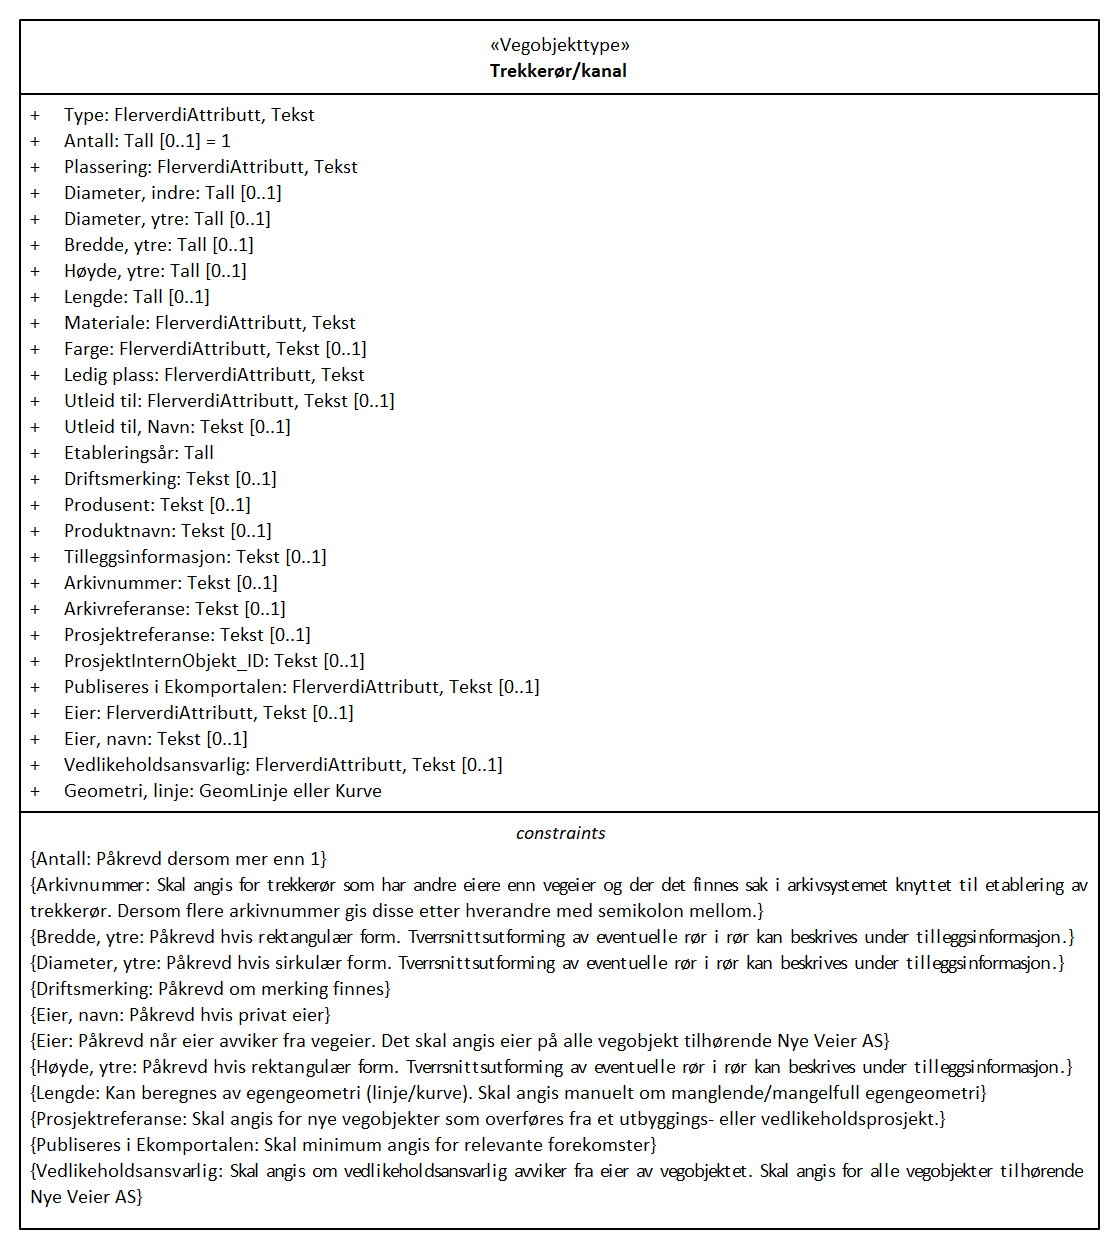 «Vegobjekttype»
Trekkerør/kanal
+ Type: FlerverdiAttributt, Tekst
+ Antall: Tall [0..1] = 1
+ Plassering: FlerverdiAttributt, Tekst
+ Diameter, indre: Tall [0..1]
+ Diameter, ytre: Tall [0..1]
+ Bredde, ytre: Tall [0..1]
+ Høyde, ytre: Tall [0..1]
+ Lengde: Tall [0..1]
+ Materiale: FlerverdiAttributt, Tekst
+ Farge: FlerverdiAttributt, Tekst [0..1]
+ Ledig plass: FlerverdiAttributt, Tekst
+ Utleid til: FlerverdiAttributt, Tekst [0..1]
+ Utleid til, Navn: Tekst [0..1]
+ Etableringsår: Tall
+ Driftsmerking: Tekst [0..1]
+ Produsent: Tekst [0..1]
+ Produktnavn: Tekst [0..1]
+ Tilleggsinformasjon: Tekst [0..1]
+ Arkivnummer: Tekst [0..1]
+ Arkivreferanse: Tekst [0..1]
+ Prosjektreferanse: Tekst [0..1]
+ ProsjektInternObjekt_ID: Tekst [0..1]
+ Publiseres i Ekomportalen: FlerverdiAttributt, Tekst [0..1]
+ Eier: FlerverdiAttributt, Tekst [0..1]
+ Eier, navn: Tekst [0..1]
+ Vedlikeholdsansvarlig: FlerverdiAttributt, Tekst [0..1]
+ Geometri, linje: GeomLinje eller Kurve
constraints
{Antall: Påkrevd dersom mer enn 1}
{Arkivnummer: Skal angis for trekkerør som har andre eiere enn vegeier og der det finnes sak i arkivsystemet knyttet til etablering av
trekkerør. Dersom flere arkivnummer gis disse etter hverandre med semikolon mellom.}
{Bredde, ytre: Påkrevd hvis rektangulær form. Tverrsnittsutforming av eventuelle rør i rør kan beskrives under tilleggsinformasjon.}
{Diameter, ytre: Påkrevd hvis sirkulær form. Tverrsnittsutforming av eventuelle rør i rør kan beskrives under tilleggsinformasjon.}
{Driftsmerking: Påkrevd om merking finnes}
{Eier, navn: Påkrevd hvis privat eier}
{Eier: Påkrevd når eier avviker fra vegeier. Det skal angis eier på alle vegobjekt tilhørende Nye Veier AS}
{Høyde, ytre: Påkrevd hvis rektangulær form. Tverrsnittsutforming av eventuelle rør i rør kan beskrives under tilleggsinformasjon.}
{Lengde: Kan beregnes av egengeometri (linje/kurve). Skal angis manuelt om manglende/mangelfull egengeometri}
{Prosjektreferanse: Skal angis for nye vegobjekter som overføres fra et utbyggings- eller vedlikeholdsprosjekt.}
{Publiseres i Ekomportalen: Skal minimum angis for relevante forekomster}
{Vedlikeholdsansvarlig: Skal angis om vedlikeholdsansvarlig avviker fra eier av vegobjektet. Skal angis for alle vegobjekter tilhørende
Nye Veier AS}